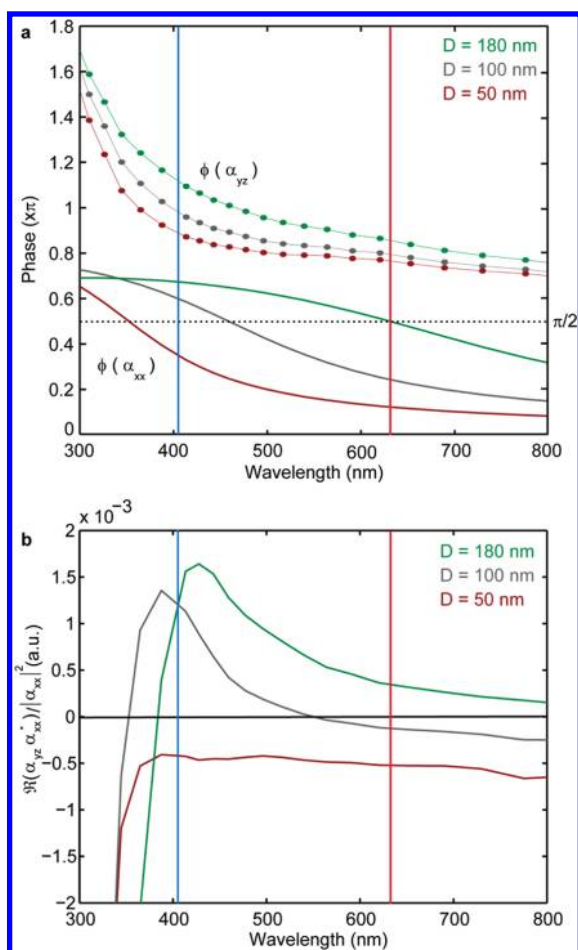 a
1.8
1.6
1.4
1.2
1
0.8
0.6
0.4
0.2
0
Phase (xπ)
D = 180 nm
D = 100 nm
D = 50 nm
ϕ ( α_yz )
π/2
ϕ ( α_xx )
300 400 500 600 700 800
Wavelength (nm)
x 10⁻³
b
2
1.5
1
0.5
0
−0.5
−1
−1.5
−2
ℜ(α_yz α*_xx)/|α_xx|² (a.u.)
D = 180 nm
D = 100 nm
D = 50 nm
300 400 500 600 700 800
Wavelength (nm)